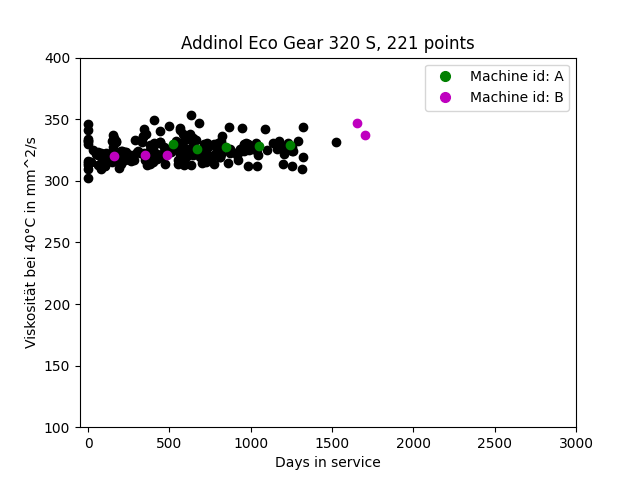 Addinol Eco Gear 320 S, 221 points
Machine id: A
Machine id: B
400
350
300
250
200
150
100
Viskosität bei 40°C in mm^2/s
0 500 1000 1500 2000 2500 3000
Days in service